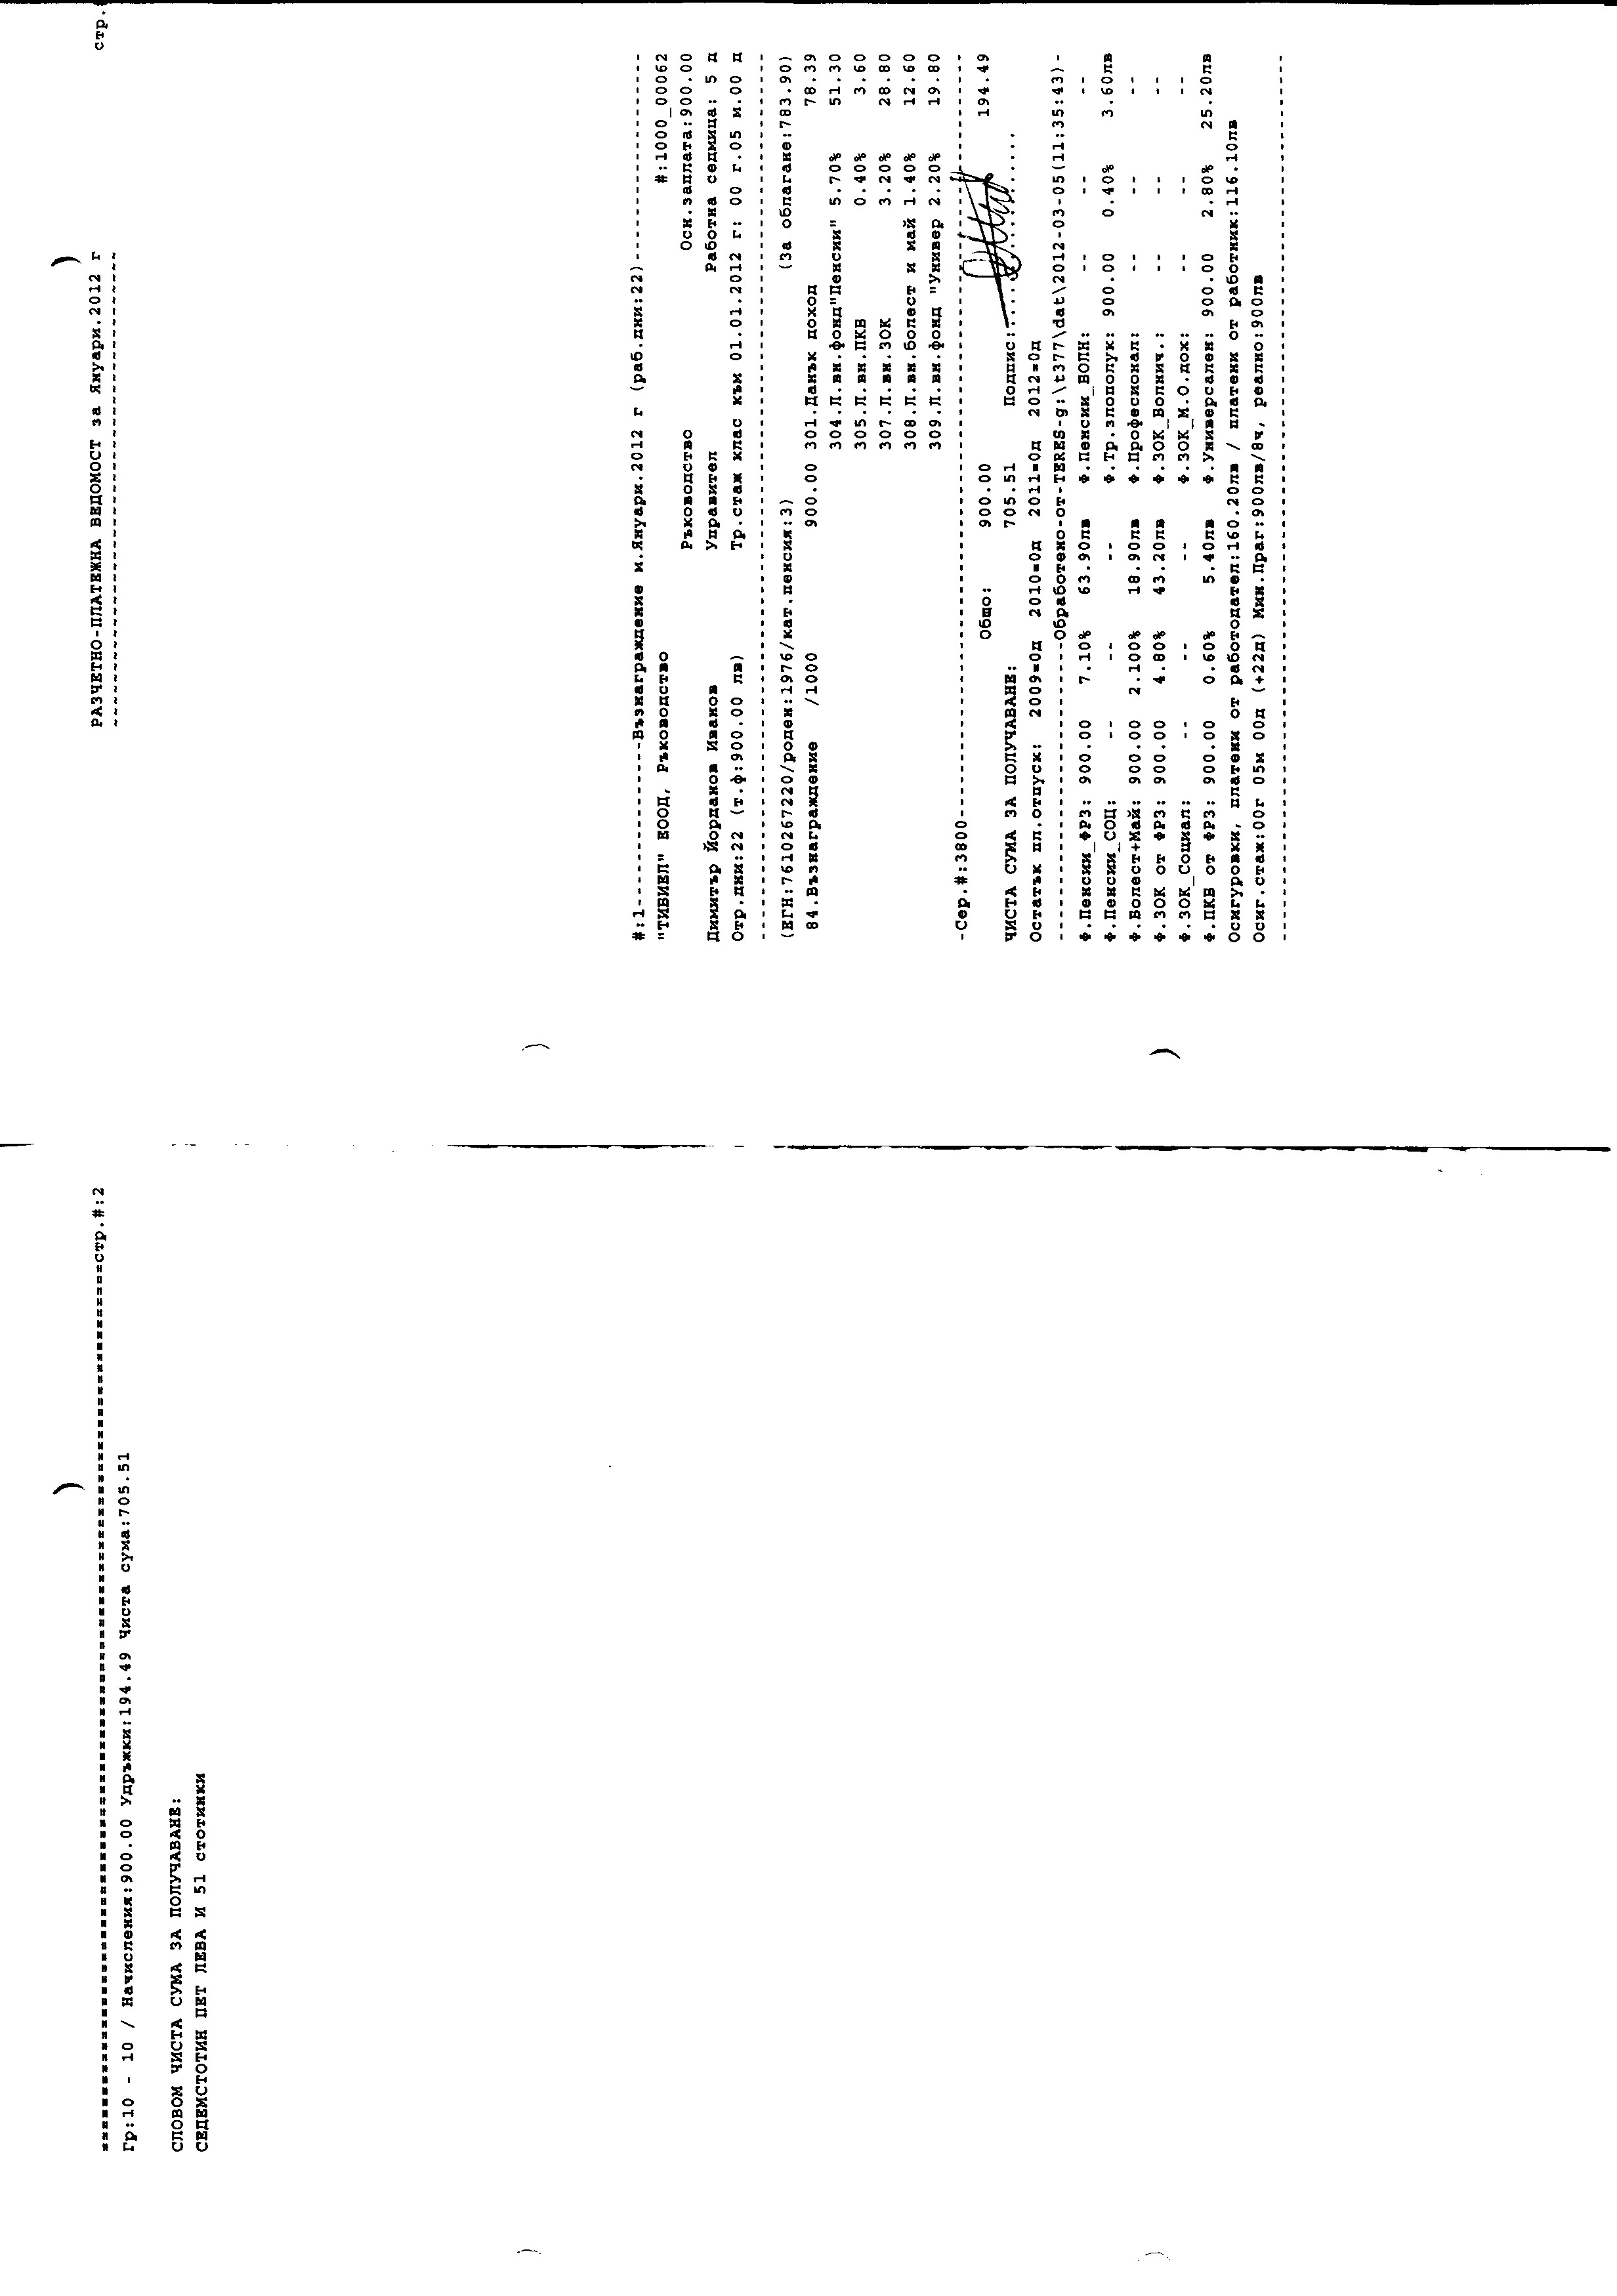 стр.
РАЗЧЕТНО-ПЛАТЕЖНА ВЕДОМОСТ за Януари.2012 г
#:1--------------Възнаграждение м.Януари.2012 г (раб.дни:22)---------------
"ТИВИЕЛ" ЕООД, Ръководство #:1000_00062
Ръководство Осн.заплата:900.00
Димитър Йорданов Иванов Управител Работна седмица: 5 д
Отр.дни:22 (т.ф:900.00 лв) Тр.стаж клас към 01.01.2012 г: 00 г.05 м.00 д
(ЕГН:7610267220/роден:1976/кат.пенсия:3) (За облагане:783.90)
84.Възнаграждение /1000 900.00 301.Данък доход 78.39
304.Л.вн.фонд"Пенсии" 5.70% 51.30
305.Л.вн.ПКВ 0.40% 3.60
307.Л.вн.ЗОК 3.20% 28.80
308.Л.вн.болест и май 1.40% 12.60
309.Л.вн.фонд "Универ 2.20% 19.80
-Сер.#:3800---------------
Общо: 900.00 194.49
ЧИСТА СУМА ЗА ПОЛУЧАВАНЕ: 705.51 Подпис:..............
Остатък пл.отпуск: 2009=0д 2010=0д 2011=0д 2012=0д
-----------------------Обработено-от-TERES-g:\t377\dat\2012-03-05(11:35:43)-
Ф.Пенсии_ФРЗ: 900.00 7.10% 63.90лв Ф.Пенсии_ВОЛН: -- -- --
Ф.Пенсии_СОЦ: -- -- -- Ф.Тр.злополук: 900.00 0.40% 3.60лв
Ф.Болест+Май: 900.00 2.100% 18.90лв Ф.Професионал: -- -- --
Ф.ЗОК от ФРЗ: 900.00 4.80% 43.20лв Ф.ЗОК_Болнич.: -- -- --
Ф.ЗОК_Социал: -- -- -- Ф.ЗОК_М.О.дох: -- -- --
Ф.ПКВ от ФРЗ: 900.00 0.60% 5.40лв Ф.Универсален: 900.00 2.80% 25.20лв
Осигуровки, платени от работодател:160.20лв / платени от работник:116.10лв
Осиг.стаж:00г 05м 00д (+22д) Мин.Праг:900лв/8ч, реално:900лв
стр.#:2
Гр:10 - 10 / Начисления:900.00 Удръжки:194.49 Чиста сума:705.51
СЛОВОМ ЧИСТА СУМА ЗА ПОЛУЧАВАНЕ:
СЕДЕМСТОТИН ПЕТ ЛЕВА И 51 стотинки